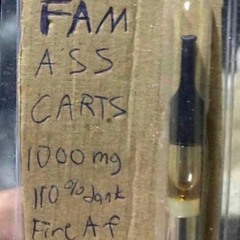 FAM
ASS
CARTS
1000mg
110% dank
Fire Af